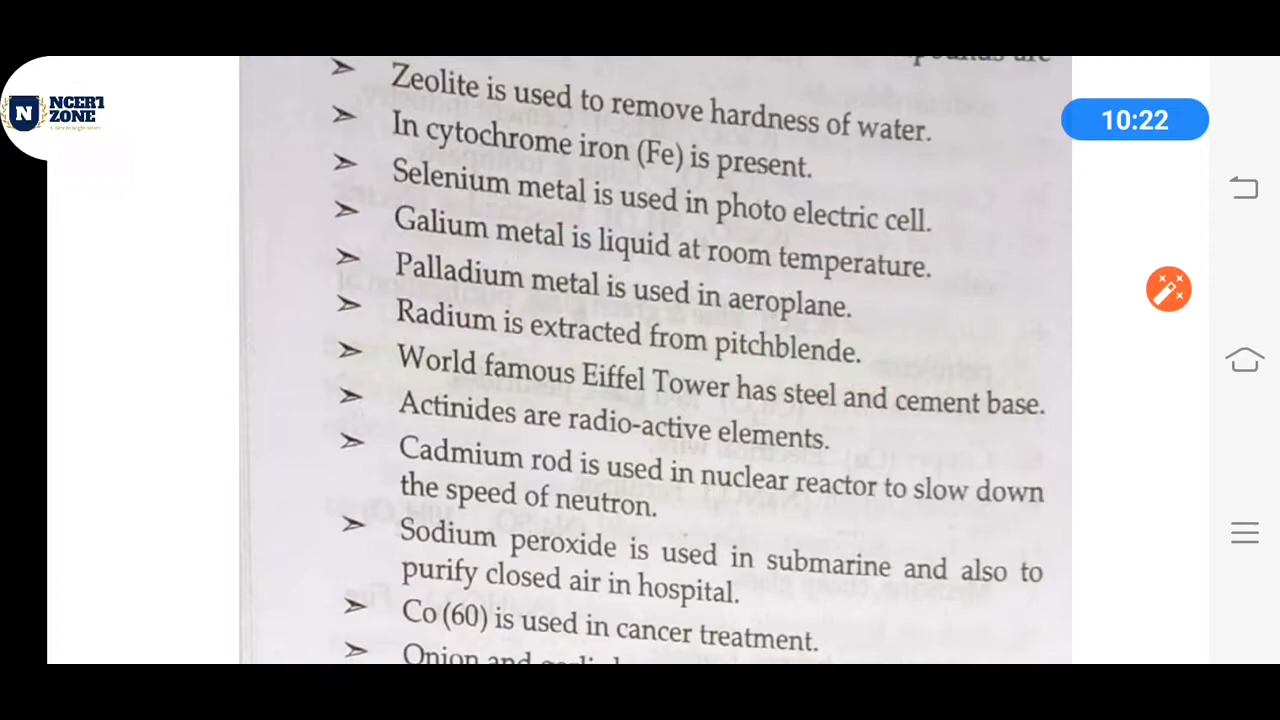 NCERT
ZONE
10:22
➤ Zeolite is used to remove hardness of water.
➤ In cytochrome iron (Fe) is present.
➤ Selenium metal is used in photo electric cell.
➤ Galium metal is liquid at room temperature.
➤ Palladium metal is used in aeroplane.
➤ Radium is extracted from pitchblende.
➤ World famous Eiffel Tower has steel and cement base.
➤ Actinides are radio-active elements.
➤ Cadmium rod is used in nuclear reactor to slow down
the speed of neutron.
➤ Sodium peroxide is used in submarine and also to
purify closed air in hospital.
➤ Co (60) is used in cancer treatment.
➤ Onion and